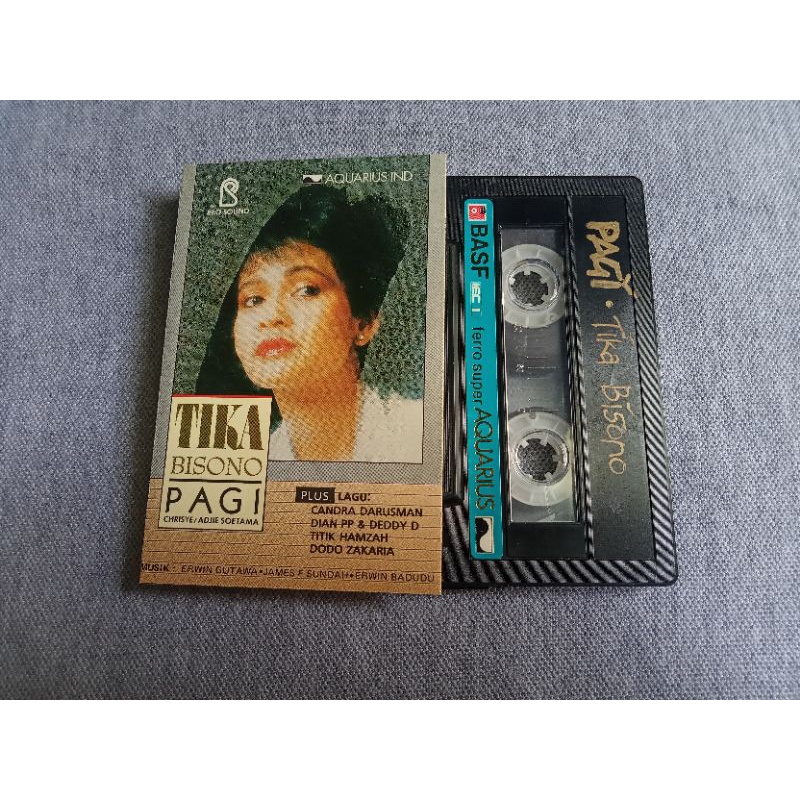 PRO SOUND
AQUARIUS IND
TIKA
BISONO
PAGI
CHRISYE/ADJIE SOETAMA
PLUS LAGU:
CANDRA DARUSMAN
DIAN PP & DEDDY D
TITIK HAMZAH
DODO ZAKARIA
MUSIK : ERWIN GUTAWA•JAMES F SUNDAH•ERWIN BADUDU
BASF IEC I ferro super AQUARIUS
PAGI • Tika Bisono